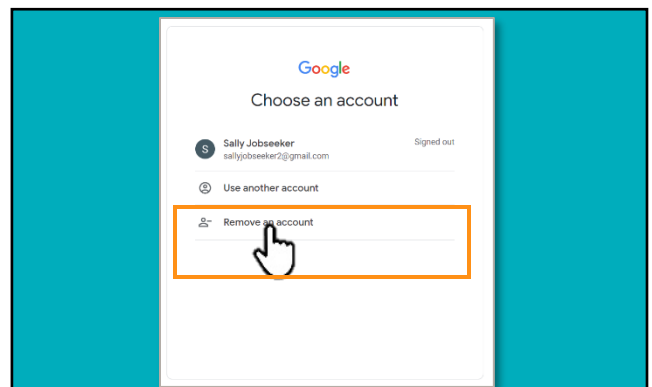 Google
Choose an account
S
Sally Jobseeker
Signed out
sallyjobseeker2@gmail.com
Use another account
Remove an account